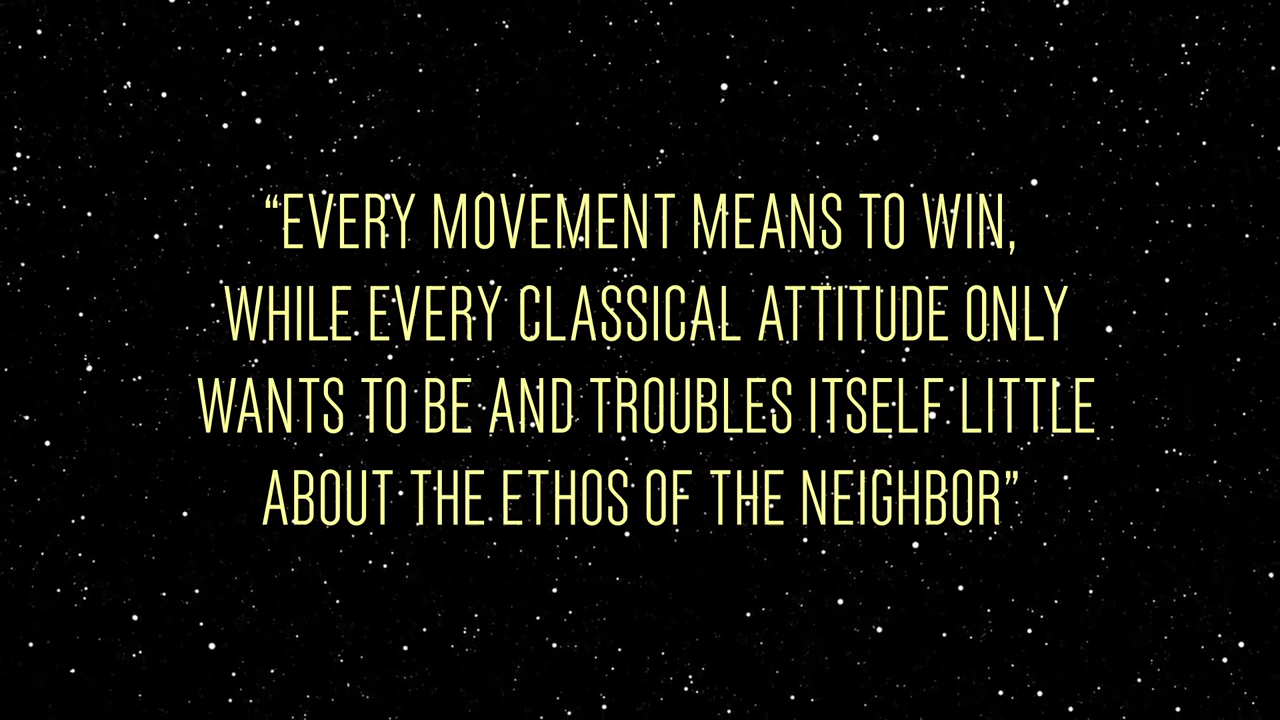 “EVERY MOVEMENT MEANS TO WIN,
WHILE EVERY CLASSICAL ATTITUDE ONLY
WANTS TO BE AND TROUBLES ITSELF LITTLE
ABOUT THE ETHOS OF THE NEIGHBOR”